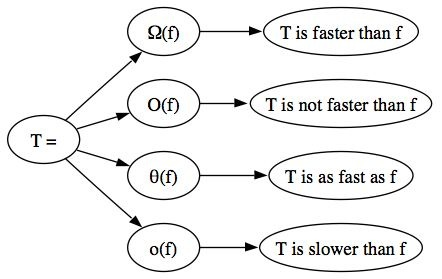 Ω(f)
T is faster than f
O(f)
T is not faster than f
T =
θ(f)
T is as fast as f
o(f)
T is slower than f